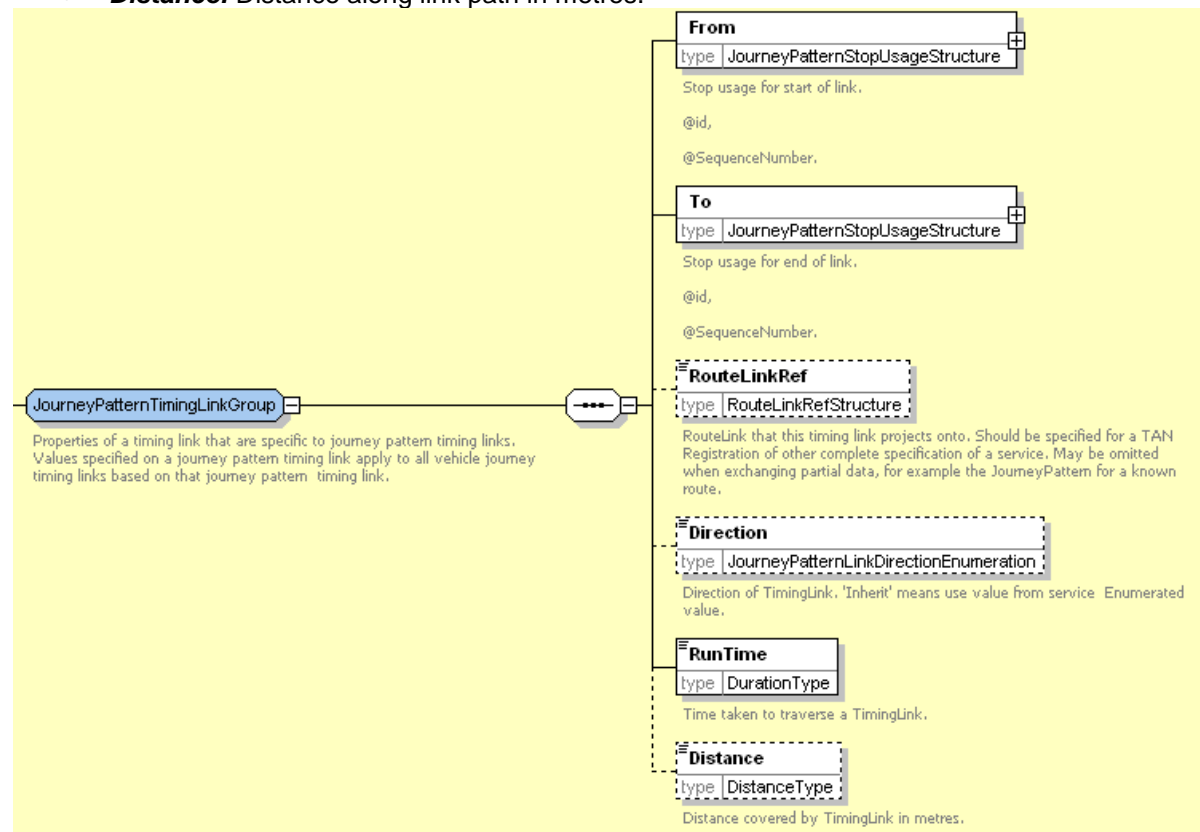 Distance: Distance along link path in metres.
From
type JourneyPatternStopUsageStructure
Stop usage for start of link.
@id,
@SequenceNumber.
To
type JourneyPatternStopUsageStructure
Stop usage for end of link.
@id,
@SequenceNumber.
RouteLinkRef
type RouteLinkRefStructure
JourneyPatternTimingLinkGroup
Properties of a timing link that are specific to journey pattern timing links.
Values specified on a journey pattern timing link apply to all vehicle journey
timing links based on that journey pattern timing link.
RouteLink that this timing link projects onto. Should be specified for a TAN
Registration of other complete specification of a service. May be omitted
when exchanging partial data, for example the JourneyPattern for a known
route.
Direction
type JourneyPatternLinkDirectionEnumeration
Direction of TimingLink. 'Inherit' means use value from service Enumerated
value.
RunTime
type DurationType
Time taken to traverse a TimingLink.
Distance
type DistanceType
Distance covered by TimingLink in metres.